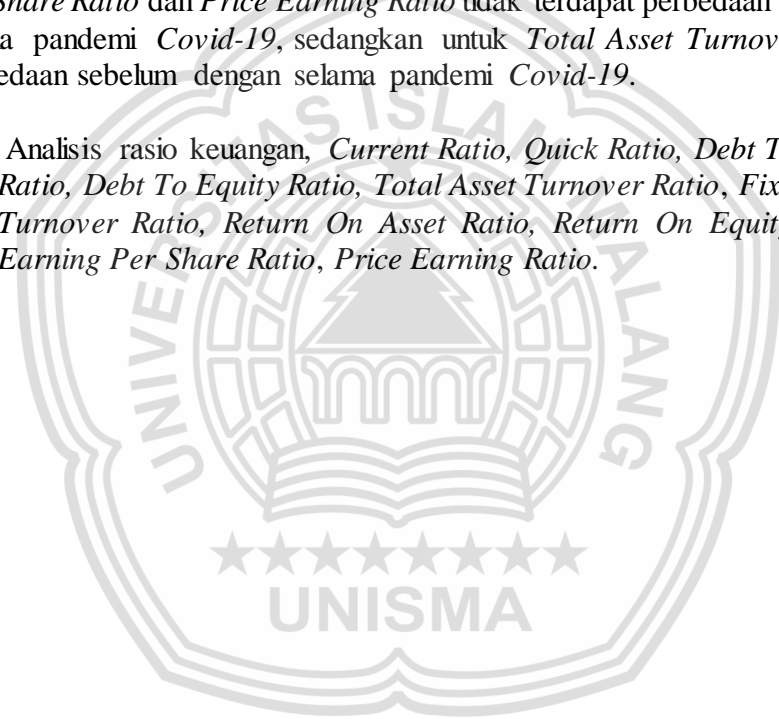 Share Ratio dan Price Earning Ratio tidak terdapat perbedaan
a pandemi Covid-19, sedangkan untuk Total Asset Turnov
edaan sebelum dengan selama pandemi Covid-19.
Analisis rasio keuangan, Current Ratio, Quick Ratio, Debt T
Ratio, Debt To Equity Ratio, Total Asset Turnover Ratio, Fix
Turnover Ratio, Return On Asset Ratio, Return On Equit
Earning Per Share Ratio, Price Earning Ratio.
UNIVERSITAS ISLAM MALANG
UNISMA